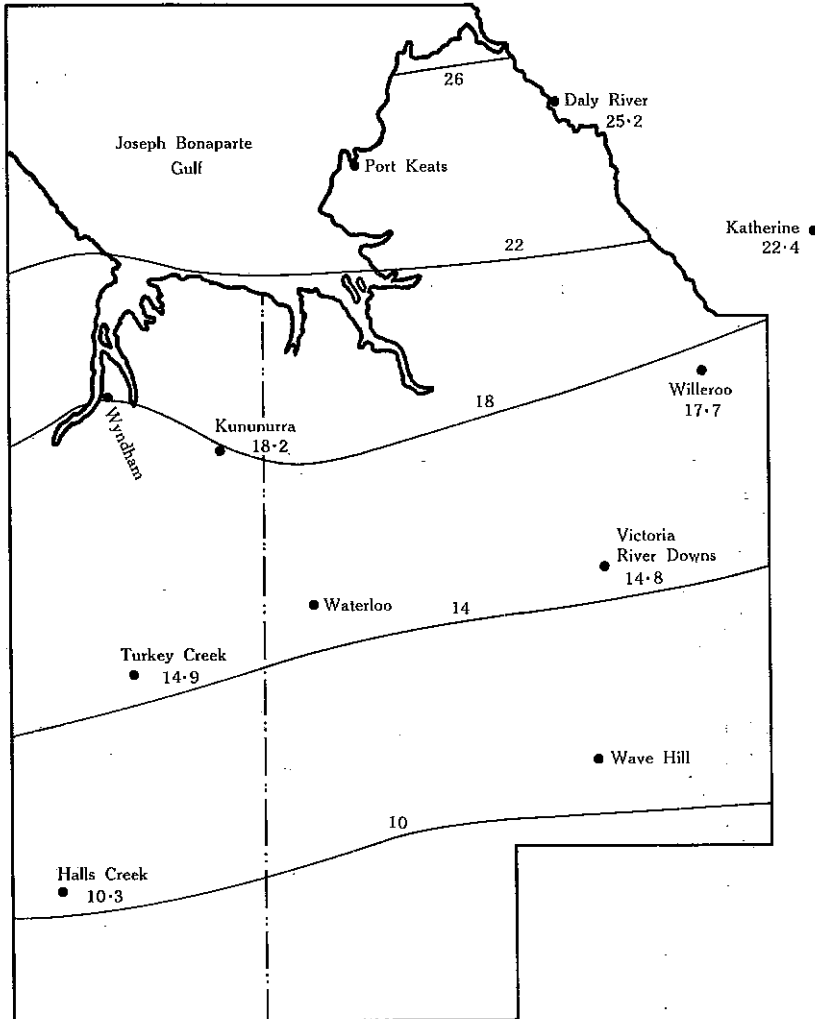 26
Daly River
25·2
Joseph Bonaparte
Gulf
Port Keats
Katherine
22·4
22
Willeroo
17·7
18
Kununurra
18·2
Wyndham
Victoria
River Downs
14·8
Waterloo
14
Turkey Creek
14·9
Wave Hill
10
Halls Creek
10·3